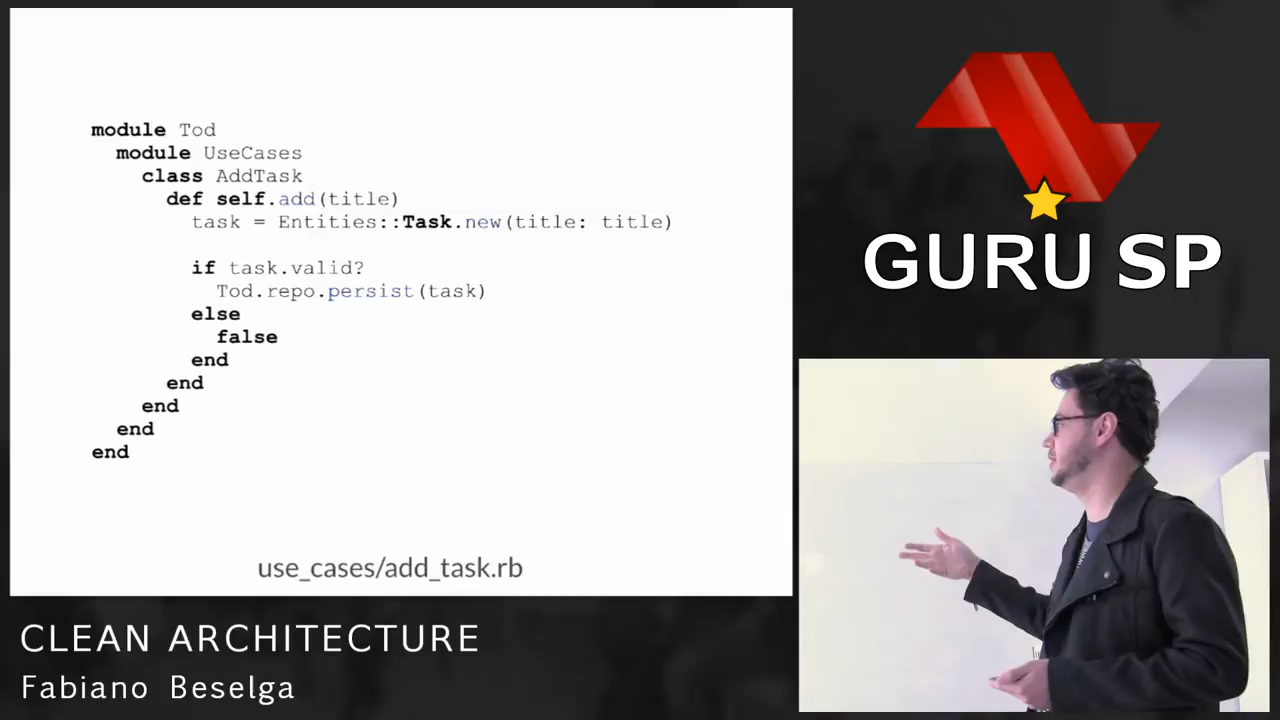 module Tod
  module UseCases
    class AddTask
      def self.add(title)
        task = Entities::Task.new(title: title)

        if task.valid?
          Tod.repo.persist(task)
        else
          false
        end
      end
    end
  end
end
use_cases/add_task.rb
GURU SP
CLEAN ARCHITECTURE
Fabiano Beselga